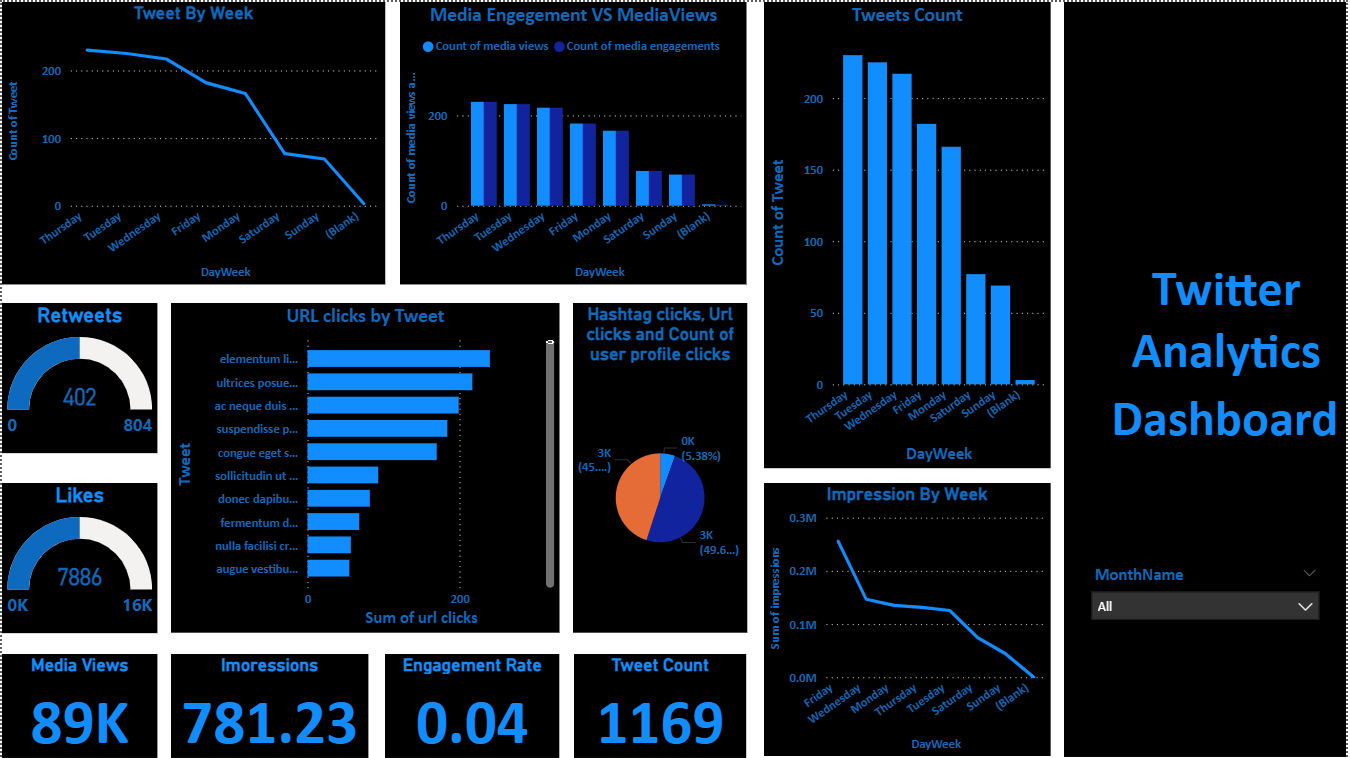 Tweet By Week
Count of Tweet
200
100
0
Thursday
Tuesday
Wednesday
Friday
Monday
Saturday
Sunday
(Blank)
DayWeek
Media Engegement VS MediaViews
Count of media views
Count of media engagements
Count of media views a...
200
0
Thursday
Tuesday
Wednesday
Friday
Monday
Saturday
Sunday
(Blank)
DayWeek
Tweets Count
Count of Tweet
200
150
100
50
0
Thursday
Tuesday
Wednesday
Friday
Monday
Saturday
Sunday
(Blank)
DayWeek
Twitter
Analytics
Dashboard
MonthName
All
Retweets
402
0
804
Likes
7886
0K
16K
URL clicks by Tweet
Tweet
elementum li...
ultrices posue...
ac neque duis ...
suspendisse p...
congue eget s...
sollicitudin ut ...
donec dapibu...
fermentum d...
nulla facilisi cr...
augue vestibu...
0
200
Sum of url clicks
Hashtag clicks, Url
clicks and Count of
user profile clicks
0K
(5.38%)
3K
(45....)
3K
(49.6...)
Impression By Week
Sum of impressions
0.3M
0.2M
0.1M
0.0M
Friday
Wednesday
Monday
Thursday
Tuesday
Saturday
Sunday
(Blank)
DayWeek
Media Views
89K
Imoressions
781.23
Engagement Rate
0.04
Tweet Count
1169